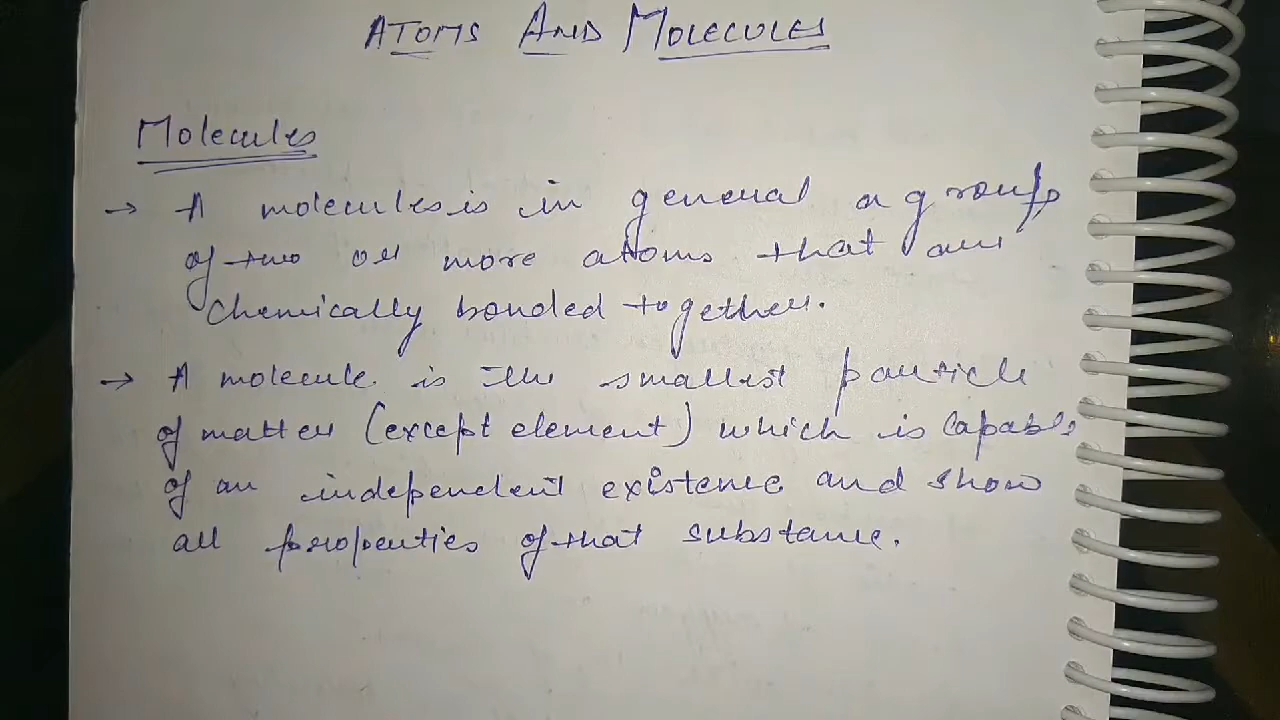 ATOMS AND MOLECULES
Molecules
→ A molecules is in general a group
of two or more atoms that are
chemically bonded together.
→ A molecule is the smallest particle
of matter (except element) which is capable
of an independent existence and show
all properties of that substance.